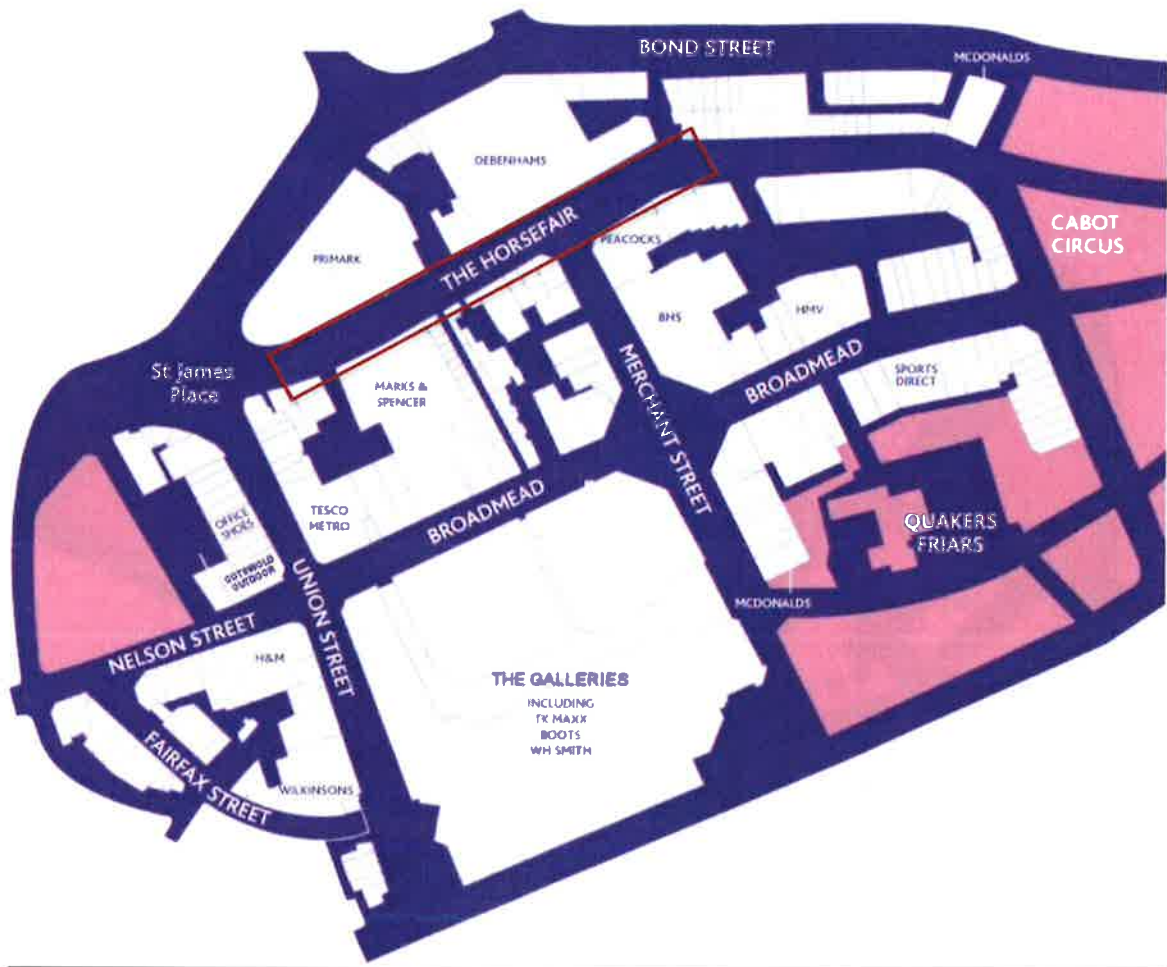 BOND STREET
MCDONALDS
DEBENHAMS
THE HORSEFAIR
PRIMARK
CABOT
CIRCUS
PEACOCKS
BHS
HMV
St James
Place
MARKS &
SPENCER
MERCHANT STREET
BROADMEAD
SPORTS
DIRECT
OFFICE
SHOES
TESCO
METRO
BROADMEAD
QUAKERS
FRIARS
COTSWOLD
OUTDOOR
UNION STREET
MCDONALDS
NELSON STREET
H&M
THE GALLERIES
INCLUDING
TK MAXX
BOOTS
WH SMITH
FAIRFAX STREET
WILKINSONS